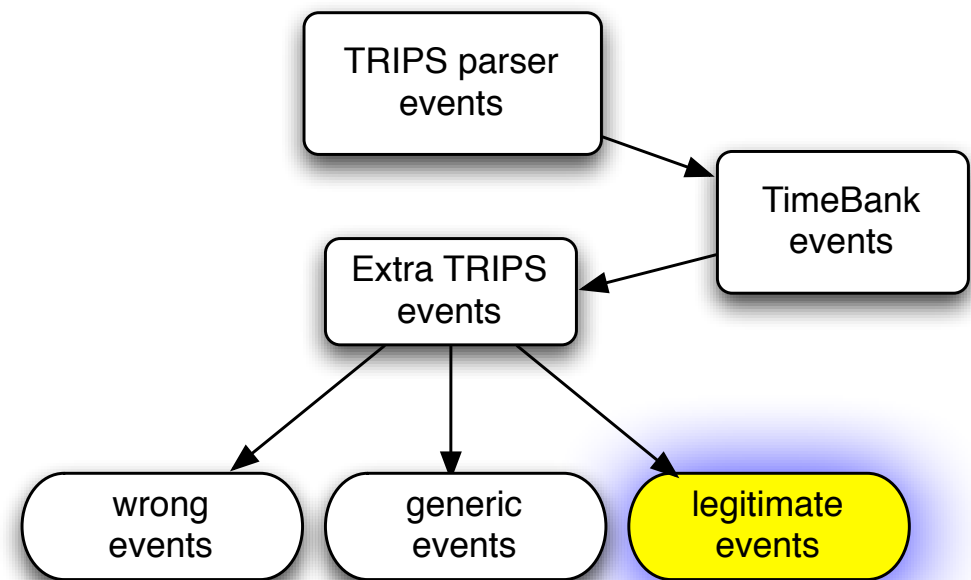 TRIPS parser
events
TimeBank
events
Extra TRIPS
events
wrong
events
generic
events
legitimate
events